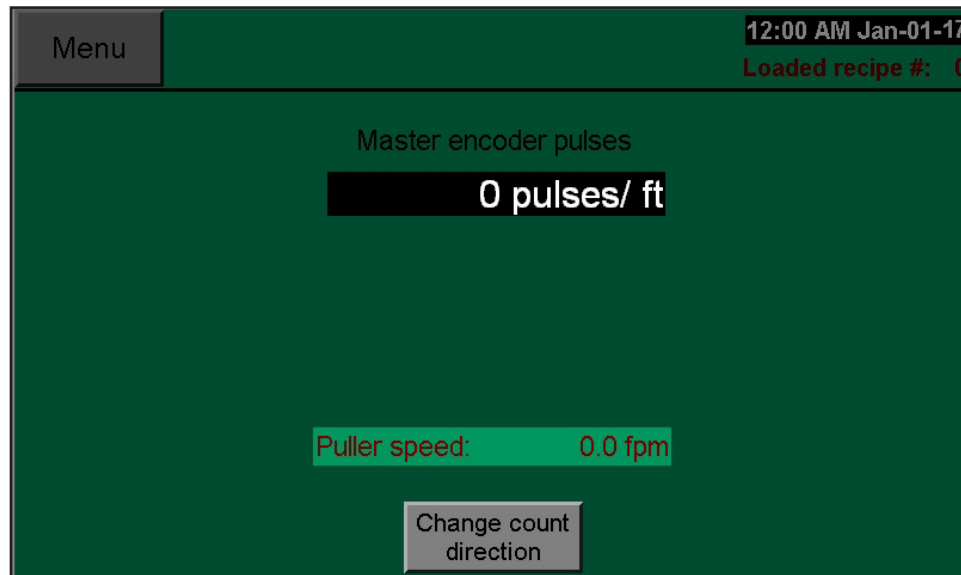 Menu
12:00 AM Jan-01-17
Loaded recipe #: 0
Master encoder pulses
0 pulses/ ft
Puller speed: 0.0 fpm
Change count
direction